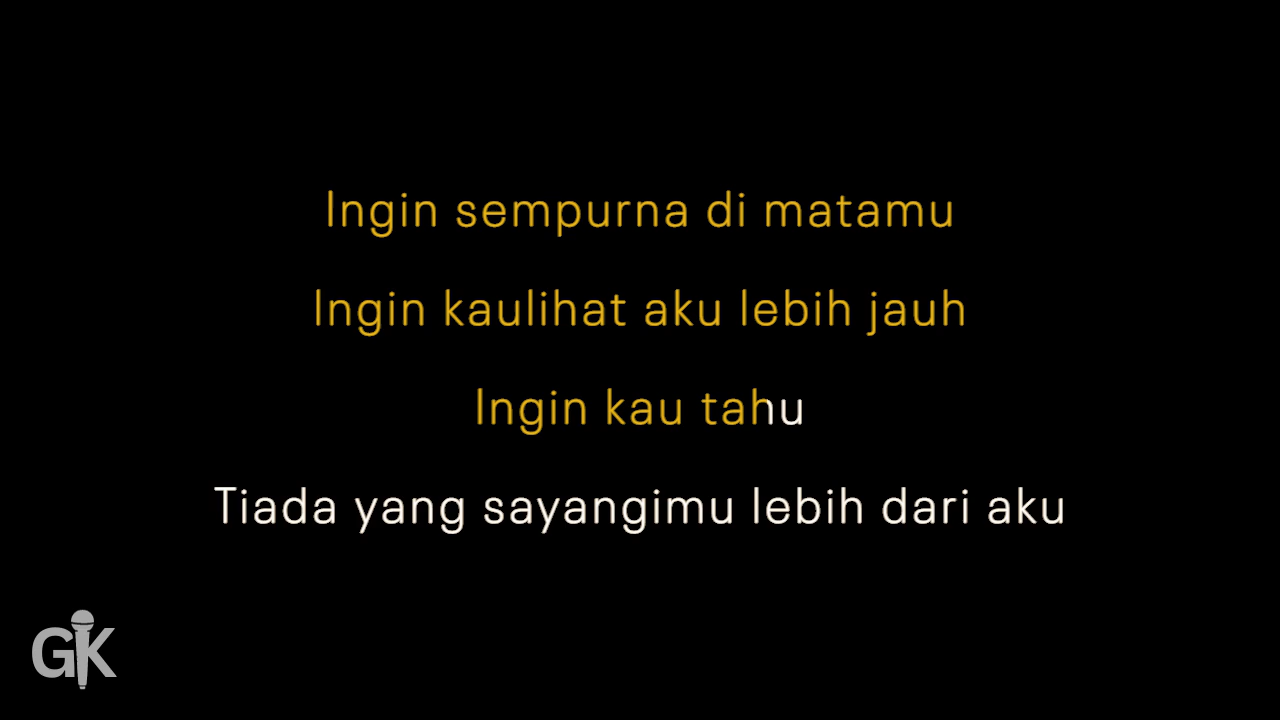 Ingin sempurna di matamu
Ingin kaulihat aku lebih jauh
Ingin kau tahu
Tiada yang sayangimu lebih dari aku
GK